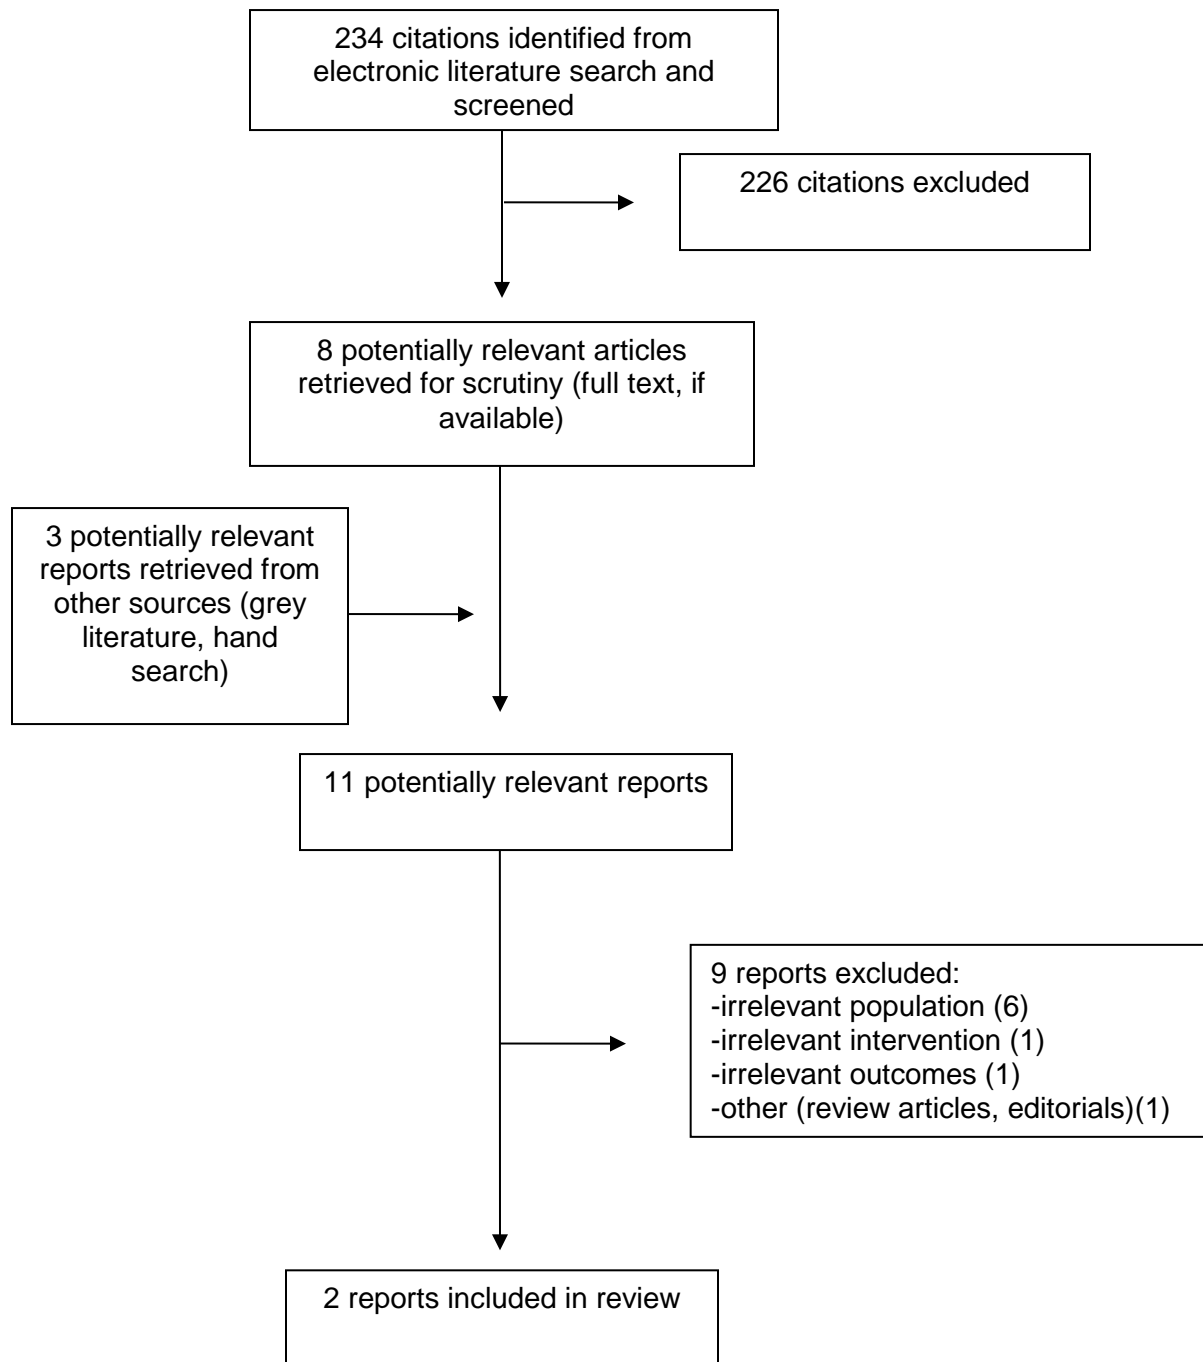 234 citations identified from
electronic literature search and
screened
226 citations excluded
8 potentially relevant articles
retrieved for scrutiny (full text, if
available)
3 potentially relevant
reports retrieved from
other sources (grey
literature, hand
search)
11 potentially relevant reports
9 reports excluded:
-irrelevant population (6)
-irrelevant intervention (1)
-irrelevant outcomes (1)
-other (review articles, editorials)(1)
2 reports included in review